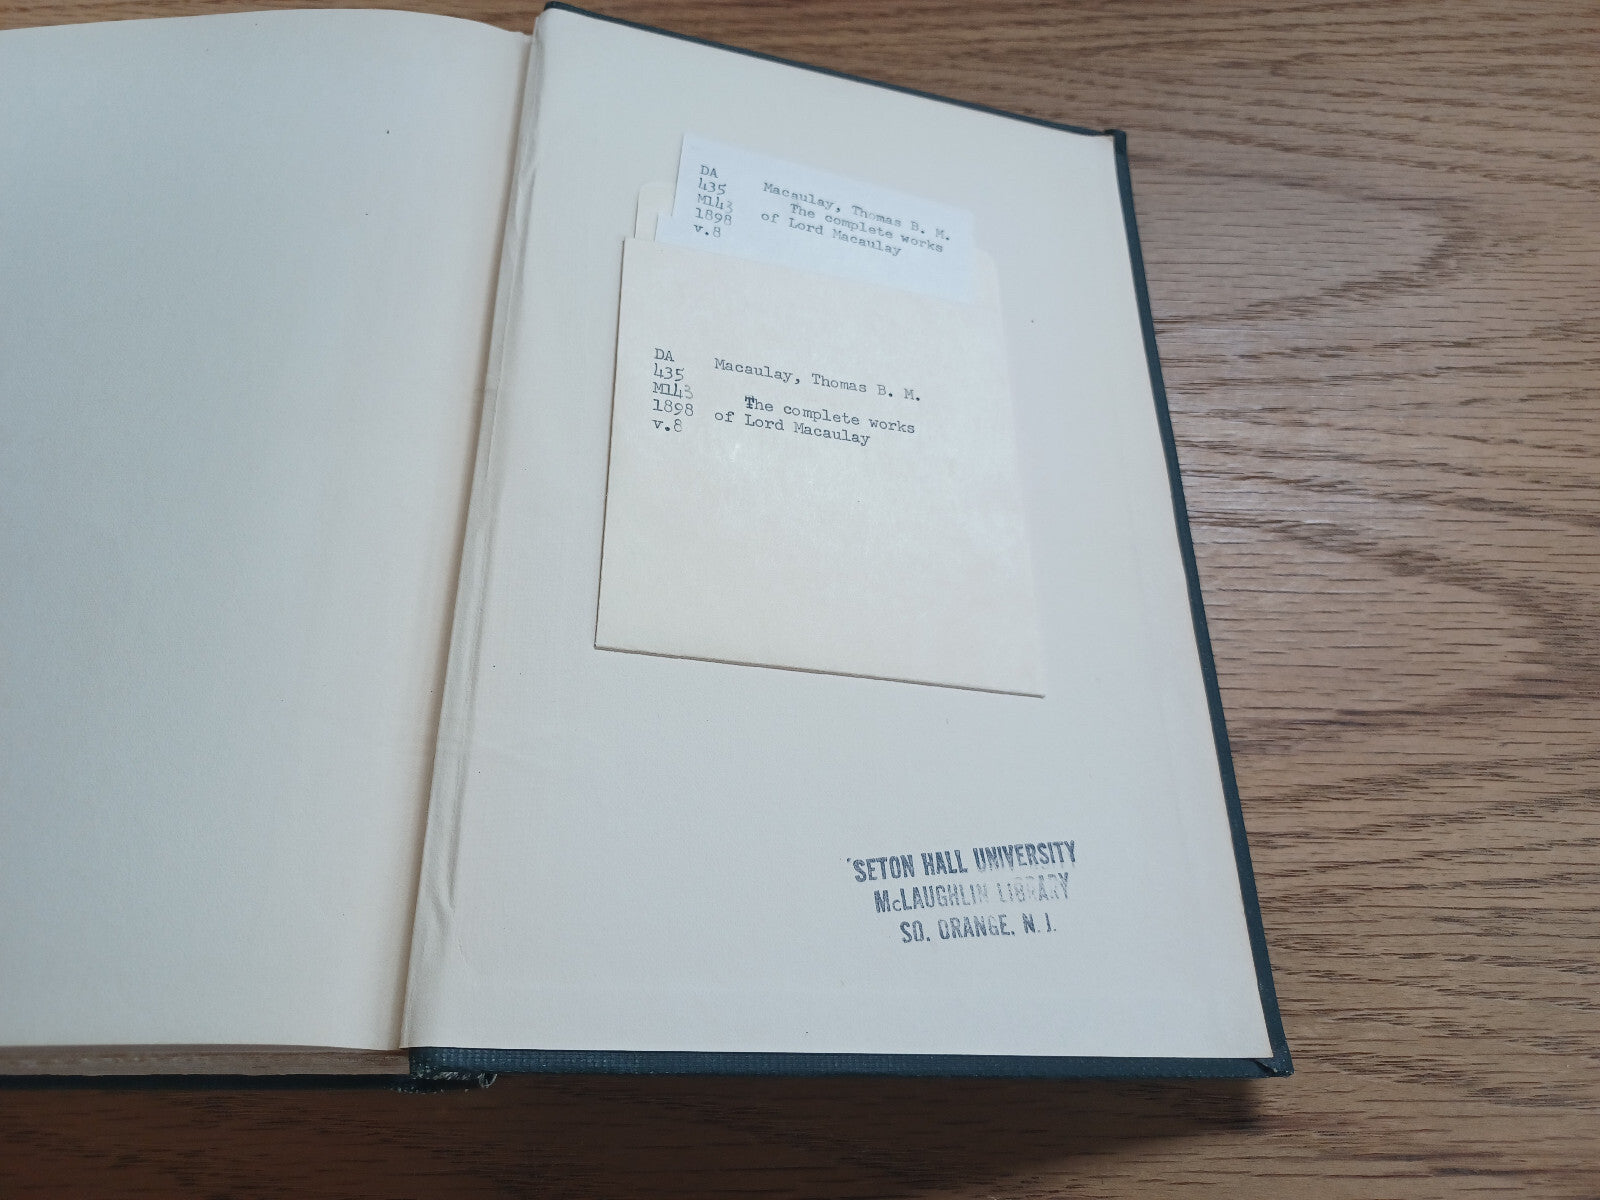 DA
435
M143
1898
v.8
Macaulay, Thomas B. M.
The complete works
of Lord Macaulay
DA
435
M143
1898
v.8
Macaulay, Thomas B. M.
The complete works
of Lord Macaulay
SETON HALL UNIVERSITY
McLAUGHLIN LIBRARY
SO. ORANGE, N. J.